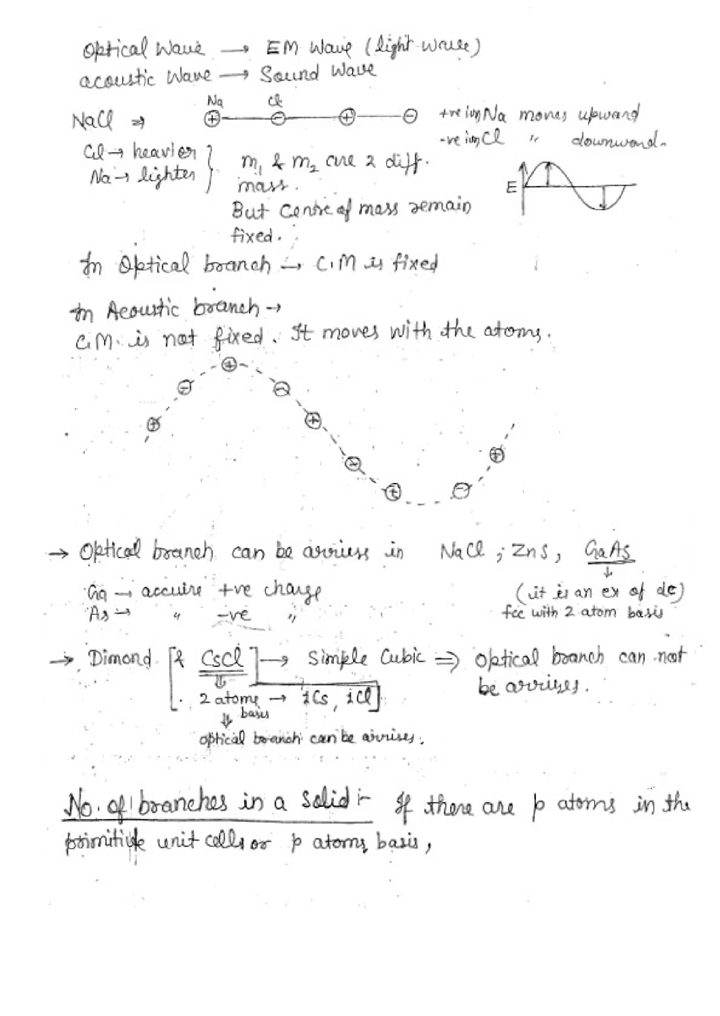 Optical Wave → EM Wave (light wave)
acoustic Wave → Sound Wave
Na Cl
NaCl ⇒ ⊕ ⊖ ⊕ ⊖ +ve ion Na moves upward
-ve ion Cl " downward.
Cl → heavier
Na → lighter
m₁ & m₂ are 2 diff.
mass.
But Centre of mass remain
fixed.
E
In Optical branch → C.M is fixed
In Acoustic branch →
C.M. is not fixed. It moves with the atoms.
→ Optical branch can be arriess in NaCl ; ZnS, GaAs
Ga → accuire +ve charge
As → " -ve "
(it is an ex of dc)
fcc with 2 atom basis
→ Dimond [& CsCl] → Simple Cubic ⇒ Optical branch can not
be arrises.
2 atoms → 1Cs, 1Cl]
basis
optical branch can be arrises.
No. of branches in a solid :- If there are p atoms in the
primitive unit cells or p atoms basis,